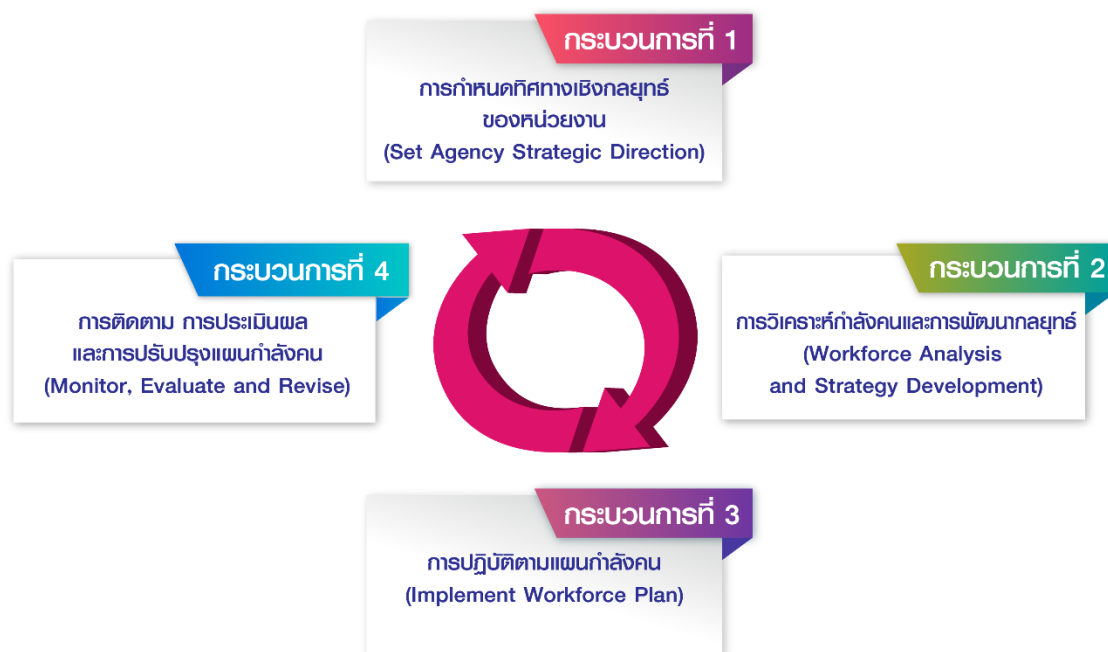 กระบวนการที่ 1
การกำหนดทิศทางเชิงกลยุทธ์
ของหน่วยงาน
(Set Agency Strategic Direction)
กระบวนการที่ 2
การวิเคราะห์กำลังคนและการพัฒนากลยุทธ์
(Workforce Analysis
and Strategy Development)
กระบวนการที่ 3
การปฏิบัติตามแผนกำลังคน
(Implement Workforce Plan)
กระบวนการที่ 4
การติดตาม การประเมินผล
และการปรับปรุงแผนกำลังคน
(Monitor, Evaluate and Revise)